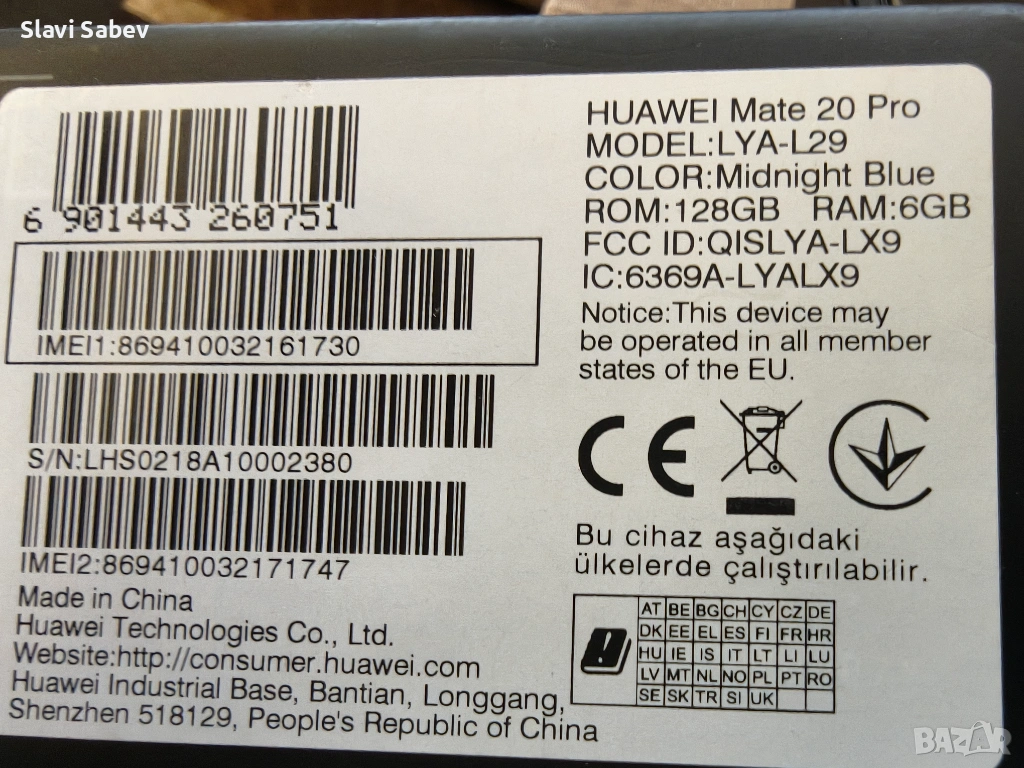 Slavi Sabev
6 901443 260751
IMEI1:869410032161730
S/N:LHS0218A10002380
IMEI2:869410032171747
Made in China
Huawei Technologies Co., Ltd.
Website:http://consumer.huawei.com
Huawei Industrial Base, Bantian, Longgang,
Shenzhen 518129, People's Republic of China
HUAWEI Mate 20 Pro
MODEL:LYA-L29
COLOR:Midnight Blue
ROM:128GB RAM:6GB
FCC ID:QISLYA-LX9
IC:6369A-LYALX9
Notice:This device may
be operated in all member
states of the EU.
CE
Bu cihaz aşağıdaki
ülkelerde çalıştırılabilir.
AT BE BG CH CY CZ DE
DK EE EL ES FI FR HR
HU IE IS IT LT LI LU
LV MT NL NO PL PT RO
SE SK TR SI UK
BAZAR